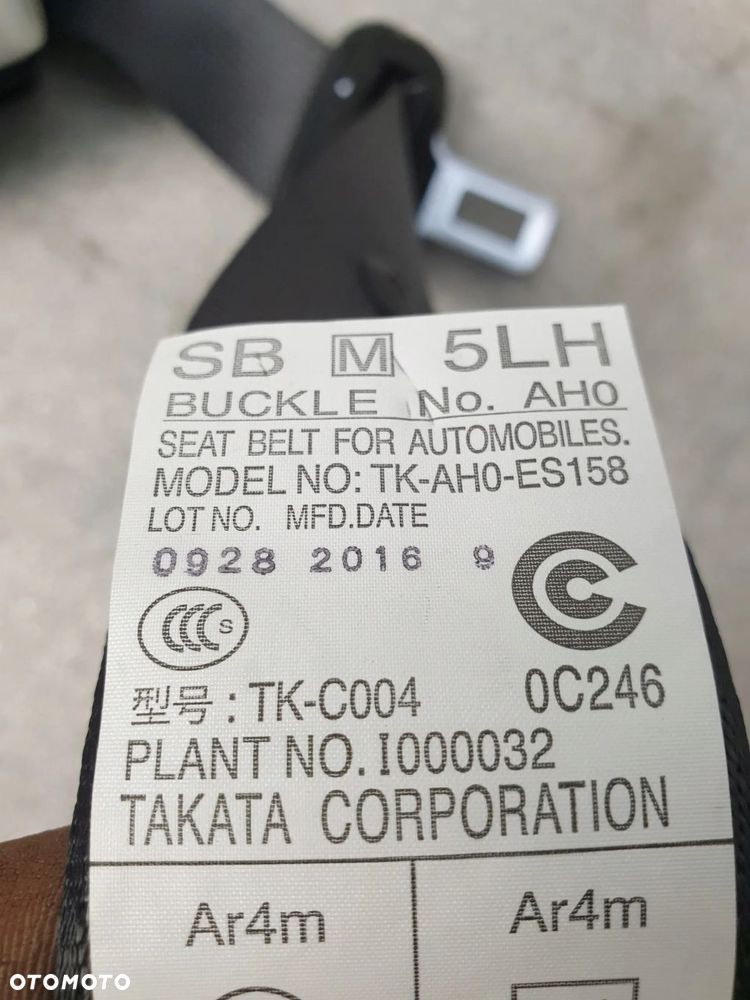 SB M 5LH
BUCKLE No. AH0
SEAT BELT FOR AUTOMOBILES.
MODEL NO: TK-AH0-ES158
LOT NO. MFD.DATE
0928 2016 9
CCC S
C
型号: TK-C004 0C246
PLANT NO. I000032
TAKATA CORPORATION
Ar4m Ar4m
OTOMOTO